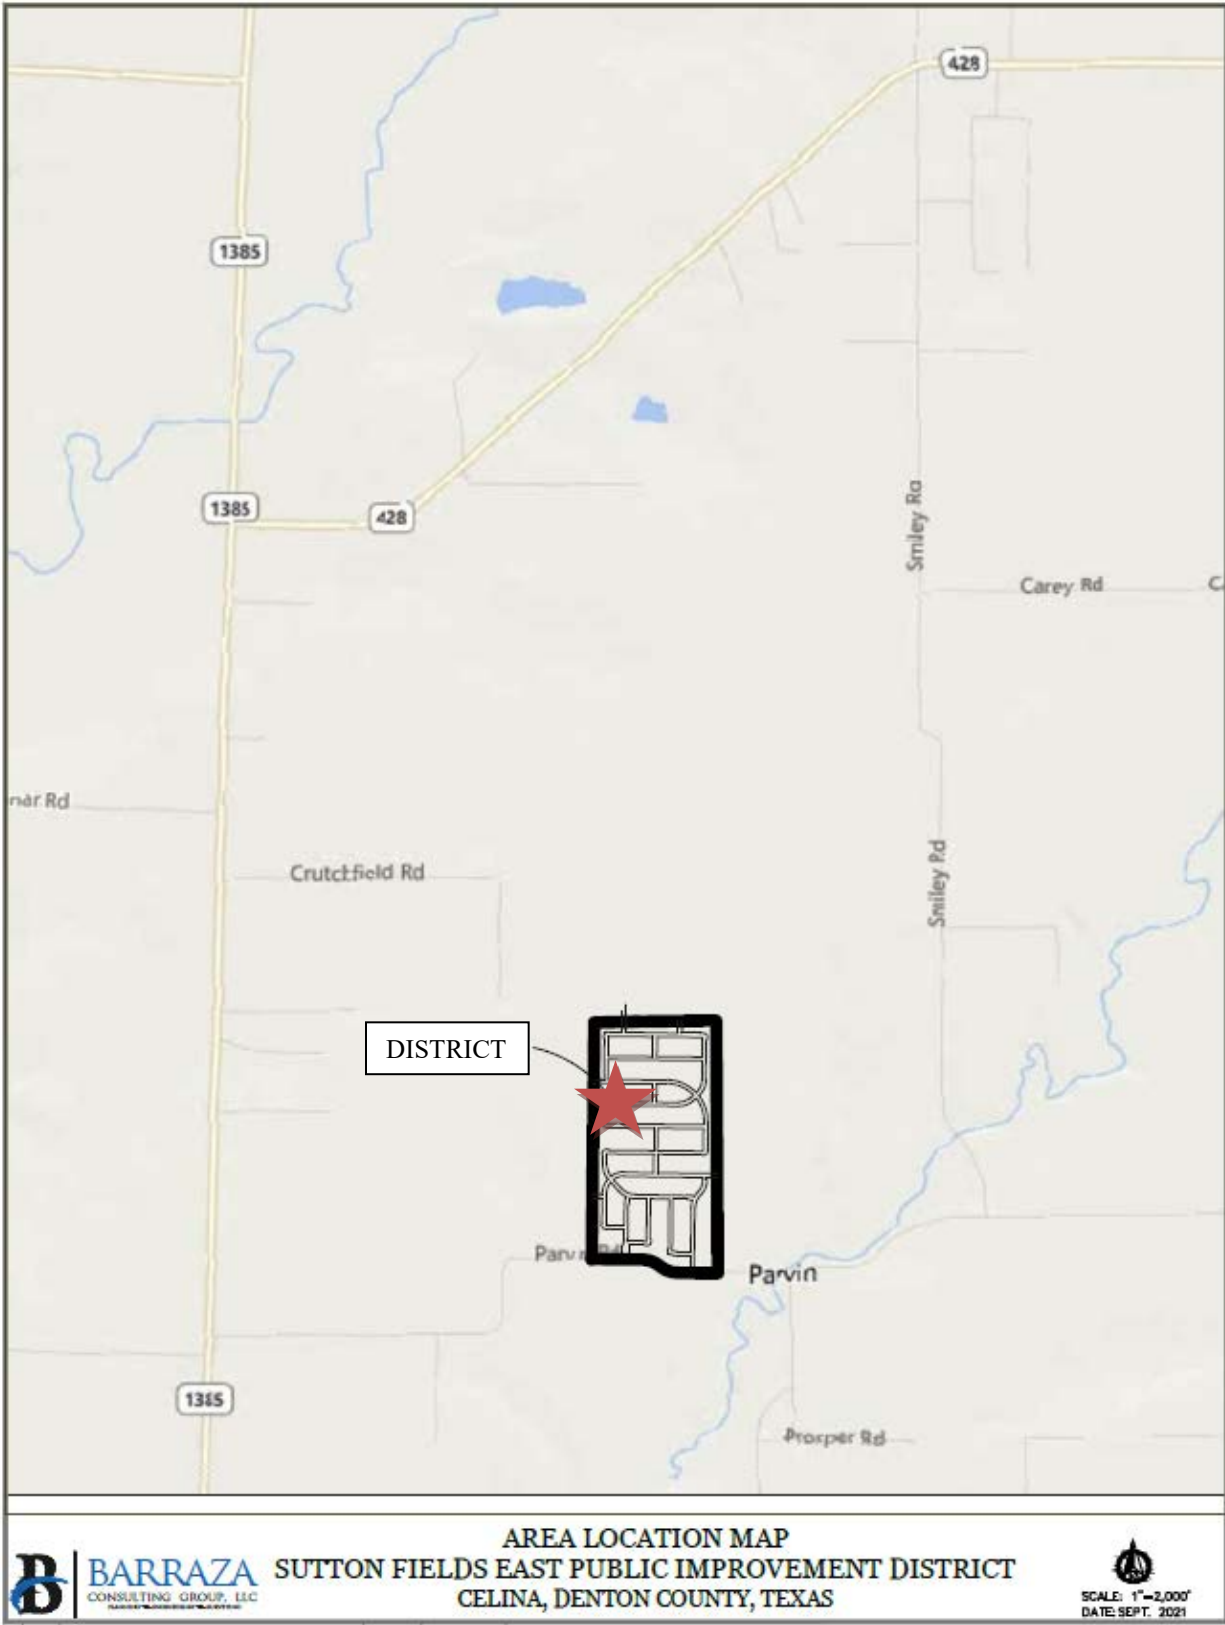 428
1385
1385
428
Smiley Rd
Carey Rd
nar Rd
Crutchfield Rd
Smiley Rd
DISTRICT
Parvin Rd
Parvin
1385
Prosper Rd
AREA LOCATION MAP
SUTTON FIELDS EAST PUBLIC IMPROVEMENT DISTRICT
CELINA, DENTON COUNTY, TEXAS
B
BARRAZA
CONSULTING GROUP, LLC
SCALE: 1"=2,000'
DATE: SEPT. 2021